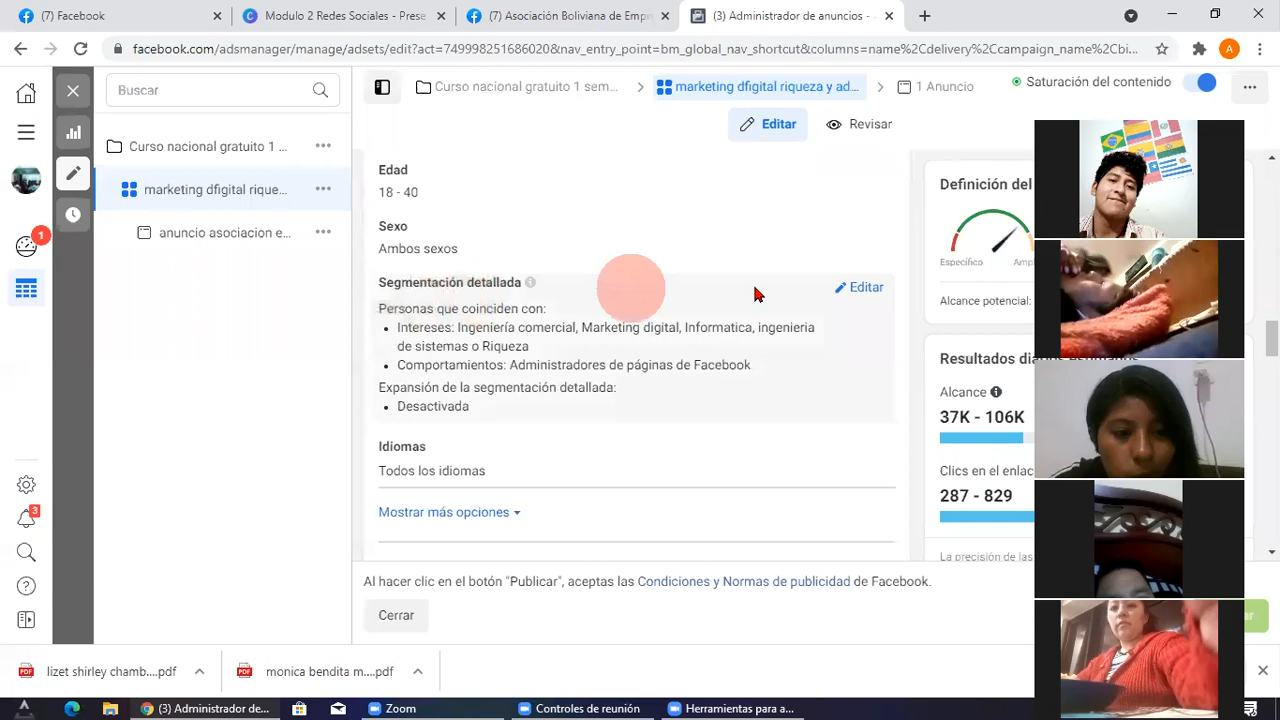 (7) Facebook
Modulo 2 Redes Sociales - Pres
(7) Asociación Boliviana de Emp
(3) Administrador de anuncios -
facebook.com/adsmanager/manage/adsets/edit?act=749998251686020&nav_entry_point=bm_global_nav_shortcut&columns=name%2Cdelivery%2Ccampaign_name%2Cbi...
A
Buscar
Curso nacional gratuito 1 sem...
marketing dfigital riqueza y ad...
1 Anuncio
Saturación del contenido
Editar
Revisar
Curso nacional gratuito 1 ...
marketing dfigital rique...
anuncio asociacion e...
1
3
Edad
18 - 40
Sexo
Ambos sexos
Segmentación detallada
Editar
Personas que coinciden con:
Intereses: Ingeniería comercial, Marketing digital, Informatica, ingenieria
de sistemas o Riqueza
Comportamientos: Administradores de páginas de Facebook
Expansión de la segmentación detallada:
Desactivada
Idiomas
Todos los idiomas
Mostrar más opciones
Definición del
Específico
Alcance potencial:
Resultados
Alcance
37K - 106K
Clics en el enlac
287 - 829
La precisión de las
Al hacer clic en el botón "Publicar", aceptas las Condiciones y Normas de publicidad de Facebook.
Cerrar
lizet shirley chamb....pdf
monica bendita m....pdf
(3) Administrador de...
Zoom
Controles de reunión
Herramientas para a...